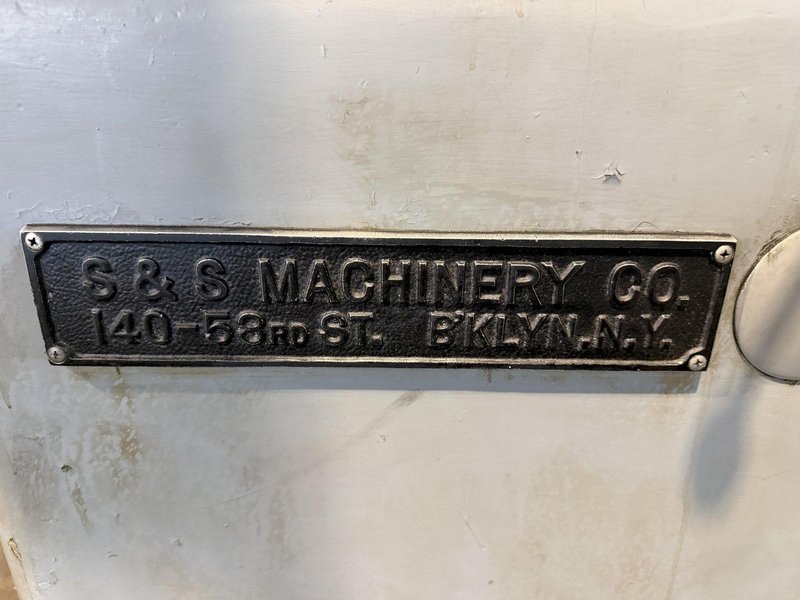 S & S MACHINERY CO.
140-53RD ST. B'KLYN.N.Y.